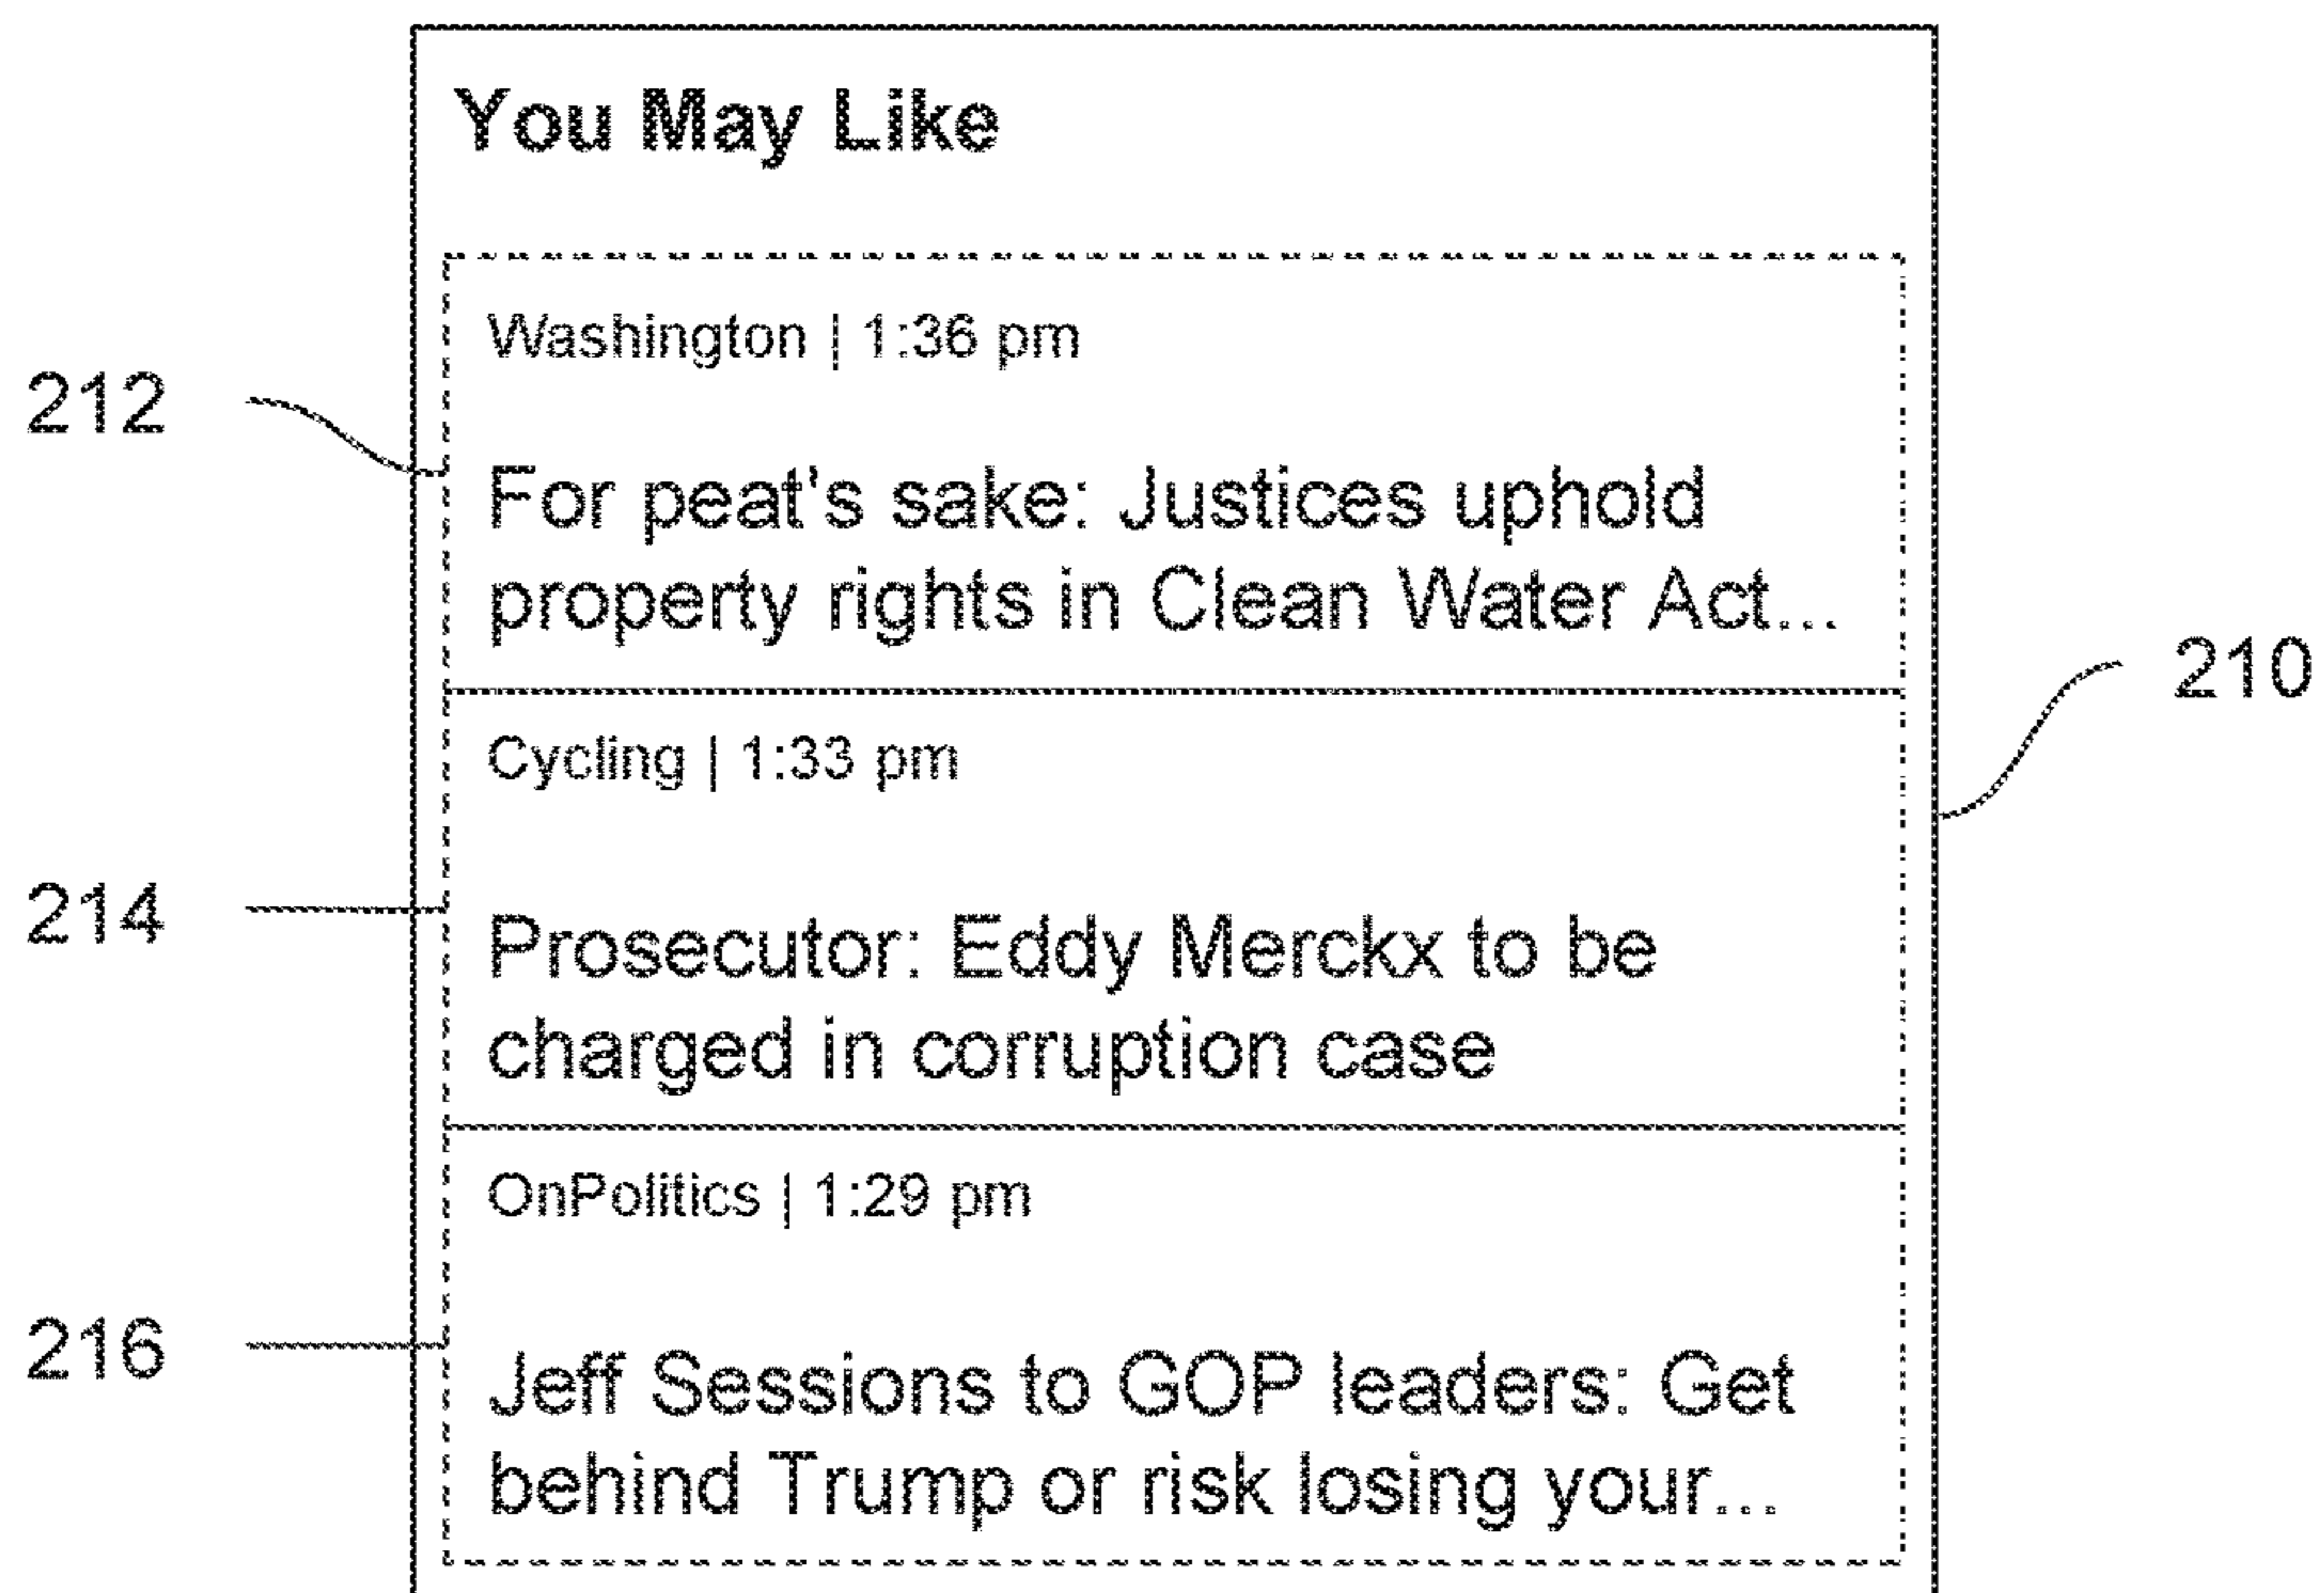 You May Like
Washington | 1:36 pm
212
For peat's sake: Justices uphold
property rights in Clean Water Act...
210
Cycling | 1:33 pm
214
Prosecutor: Eddy Merckx to be
charged in corruption case
OnPolitics | 1:29 pm
216
Jeff Sessions to GOP leaders: Get
behind Trump or risk losing your...